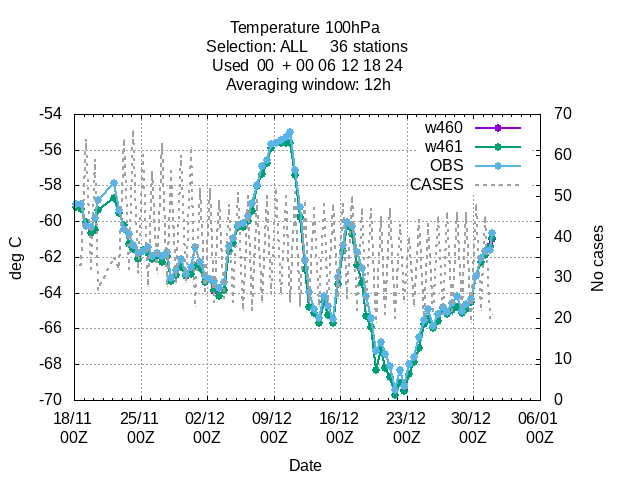 Temperature 100hPa
Selection: ALL     36 stations
Used  00  + 00 06 12 18 24
Averaging window: 12h
w460
w461
OBS
CASES
-54
-56
-58
-60
-62
-64
-66
-68
-70
deg C
70
60
50
40
30
20
10
0
No cases
18/11 25/11 02/12 09/12 16/12 23/12 30/12 06/01
00Z 00Z 00Z 00Z 00Z 00Z 00Z 00Z
Date